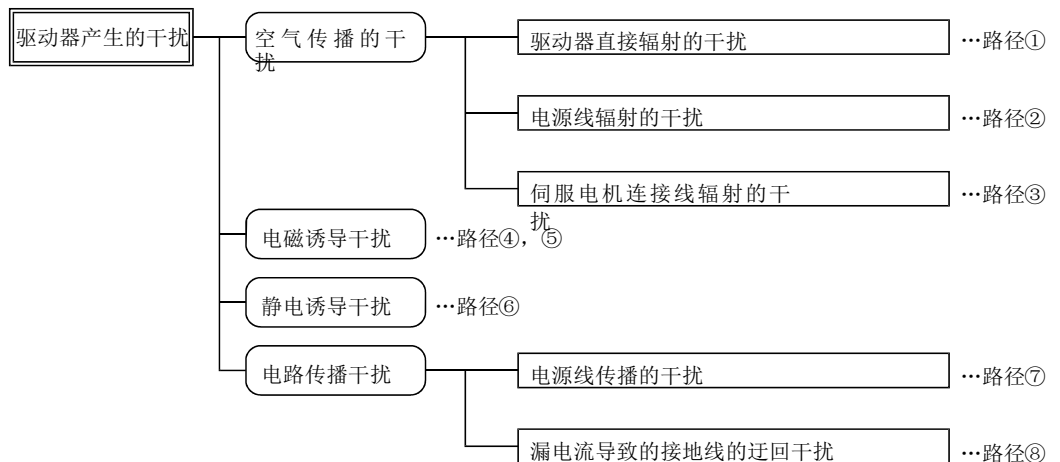 驱动器产生的干扰
空气传播的干
扰
驱动器直接辐射的干扰
…路径①
电源线辐射的干扰
…路径②
伺服电机连接线辐射的干
扰
…路径③
电磁诱导干扰
…路径④，⑤
静电诱导干扰
…路径⑥
电路传播干扰
电源线传播的干扰
…路径⑦
漏电流导致的接地线的迂回干扰
…路径⑧